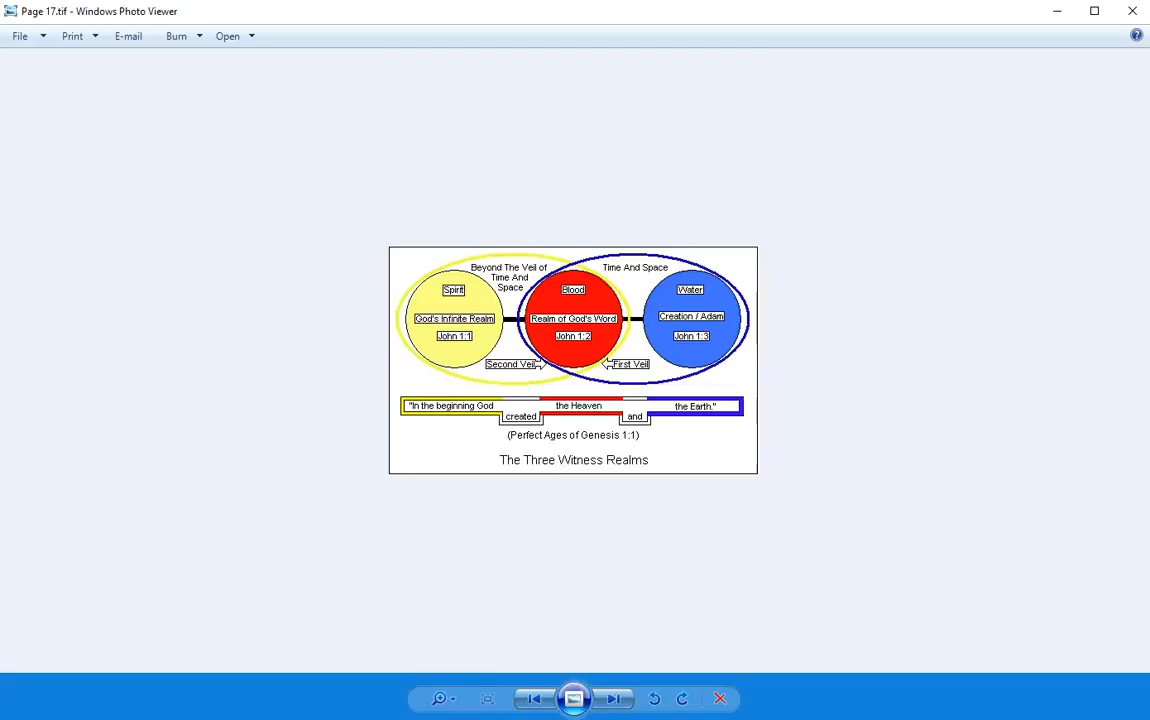 Page 17.tif - Windows Photo Viewer
File Print E-mail Burn Open
Beyond The Veil of
Time And
Space
Time And Space
Spirit
God's Infinite Realm
John 1:1
Blood
Realm of God's Word
John 1:2
Water
Creation / Adam
John 1:3
Second Veil
First Veil
"In the beginning God
created
the Heaven
and
the Earth."
(Perfect Ages of Genesis 1:1)
The Three Witness Realms